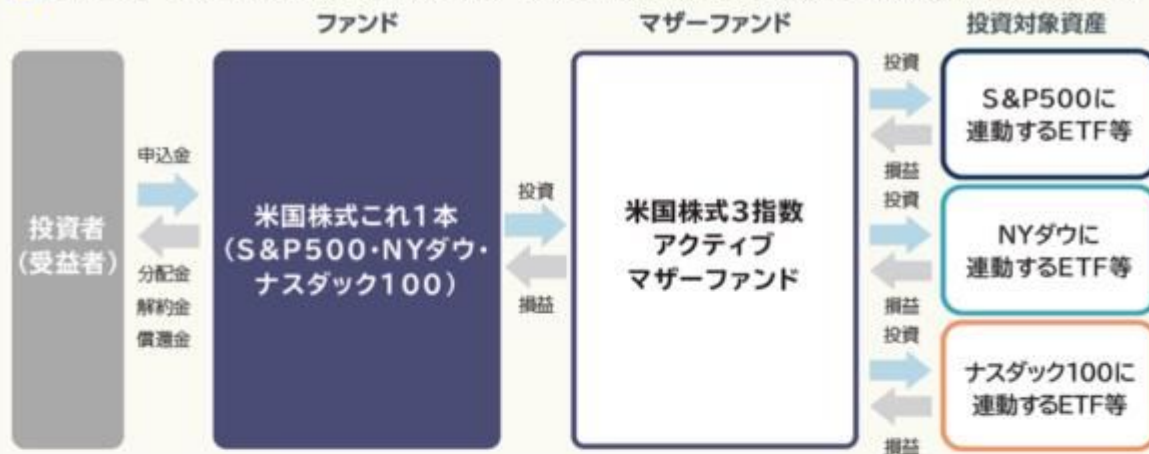 ファンド
マザーファンド
投資対象資産
投資者
(受益者)
申込金
分配金
解約金
償還金
米国株式これ1本
(S&P500・NYダウ・
ナスダック100)
投資
損益
米国株式3指数
アクティブ
マザーファンド
投資
損益
S&P500に
連動するETF等
投資
損益
NYダウに
連動するETF等
投資
損益
ナスダック100に
連動するETF等